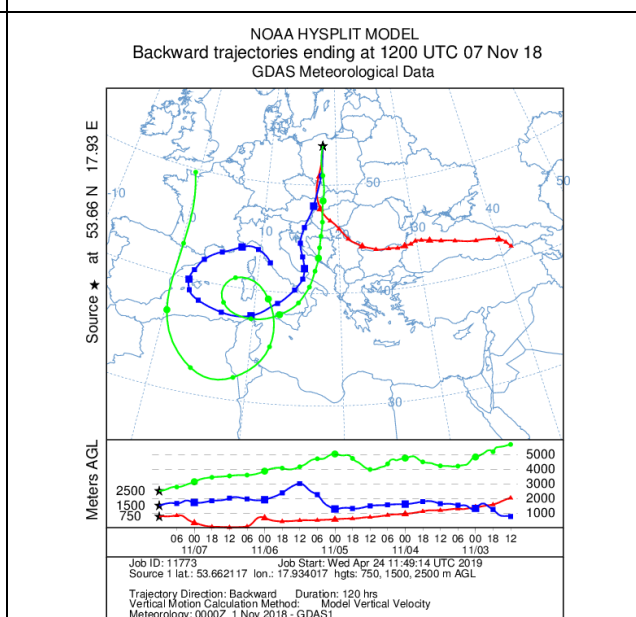 NOAA HYSPLIT MODEL
Backward trajectories ending at 1200 UTC 07 Nov 18
GDAS Meteorological Data
Source ★ at 53.66 N 17.93 E
-10
0
10
50
50
40
30
40
30
Meters AGL
2500
1500
750
5000
4000
3000
2000
1000
06 00 18 12 06 00 18 12 06 00 18 12 06 00 18 12 06 00 18 12
11/07 11/06 11/05 11/04 11/03
Job ID: 11773 Job Start: Wed Apr 24 11:49:14 UTC 2019
Source 1 lat.: 53.662117 lon.: 17.934017 hgts: 750, 1500, 2500 m AGL
Trajectory Direction: Backward Duration: 120 hrs
Vertical Motion Calculation Method: Model Vertical Velocity
Meteorology: 0000Z 1 Nov 2018 - GDAS1